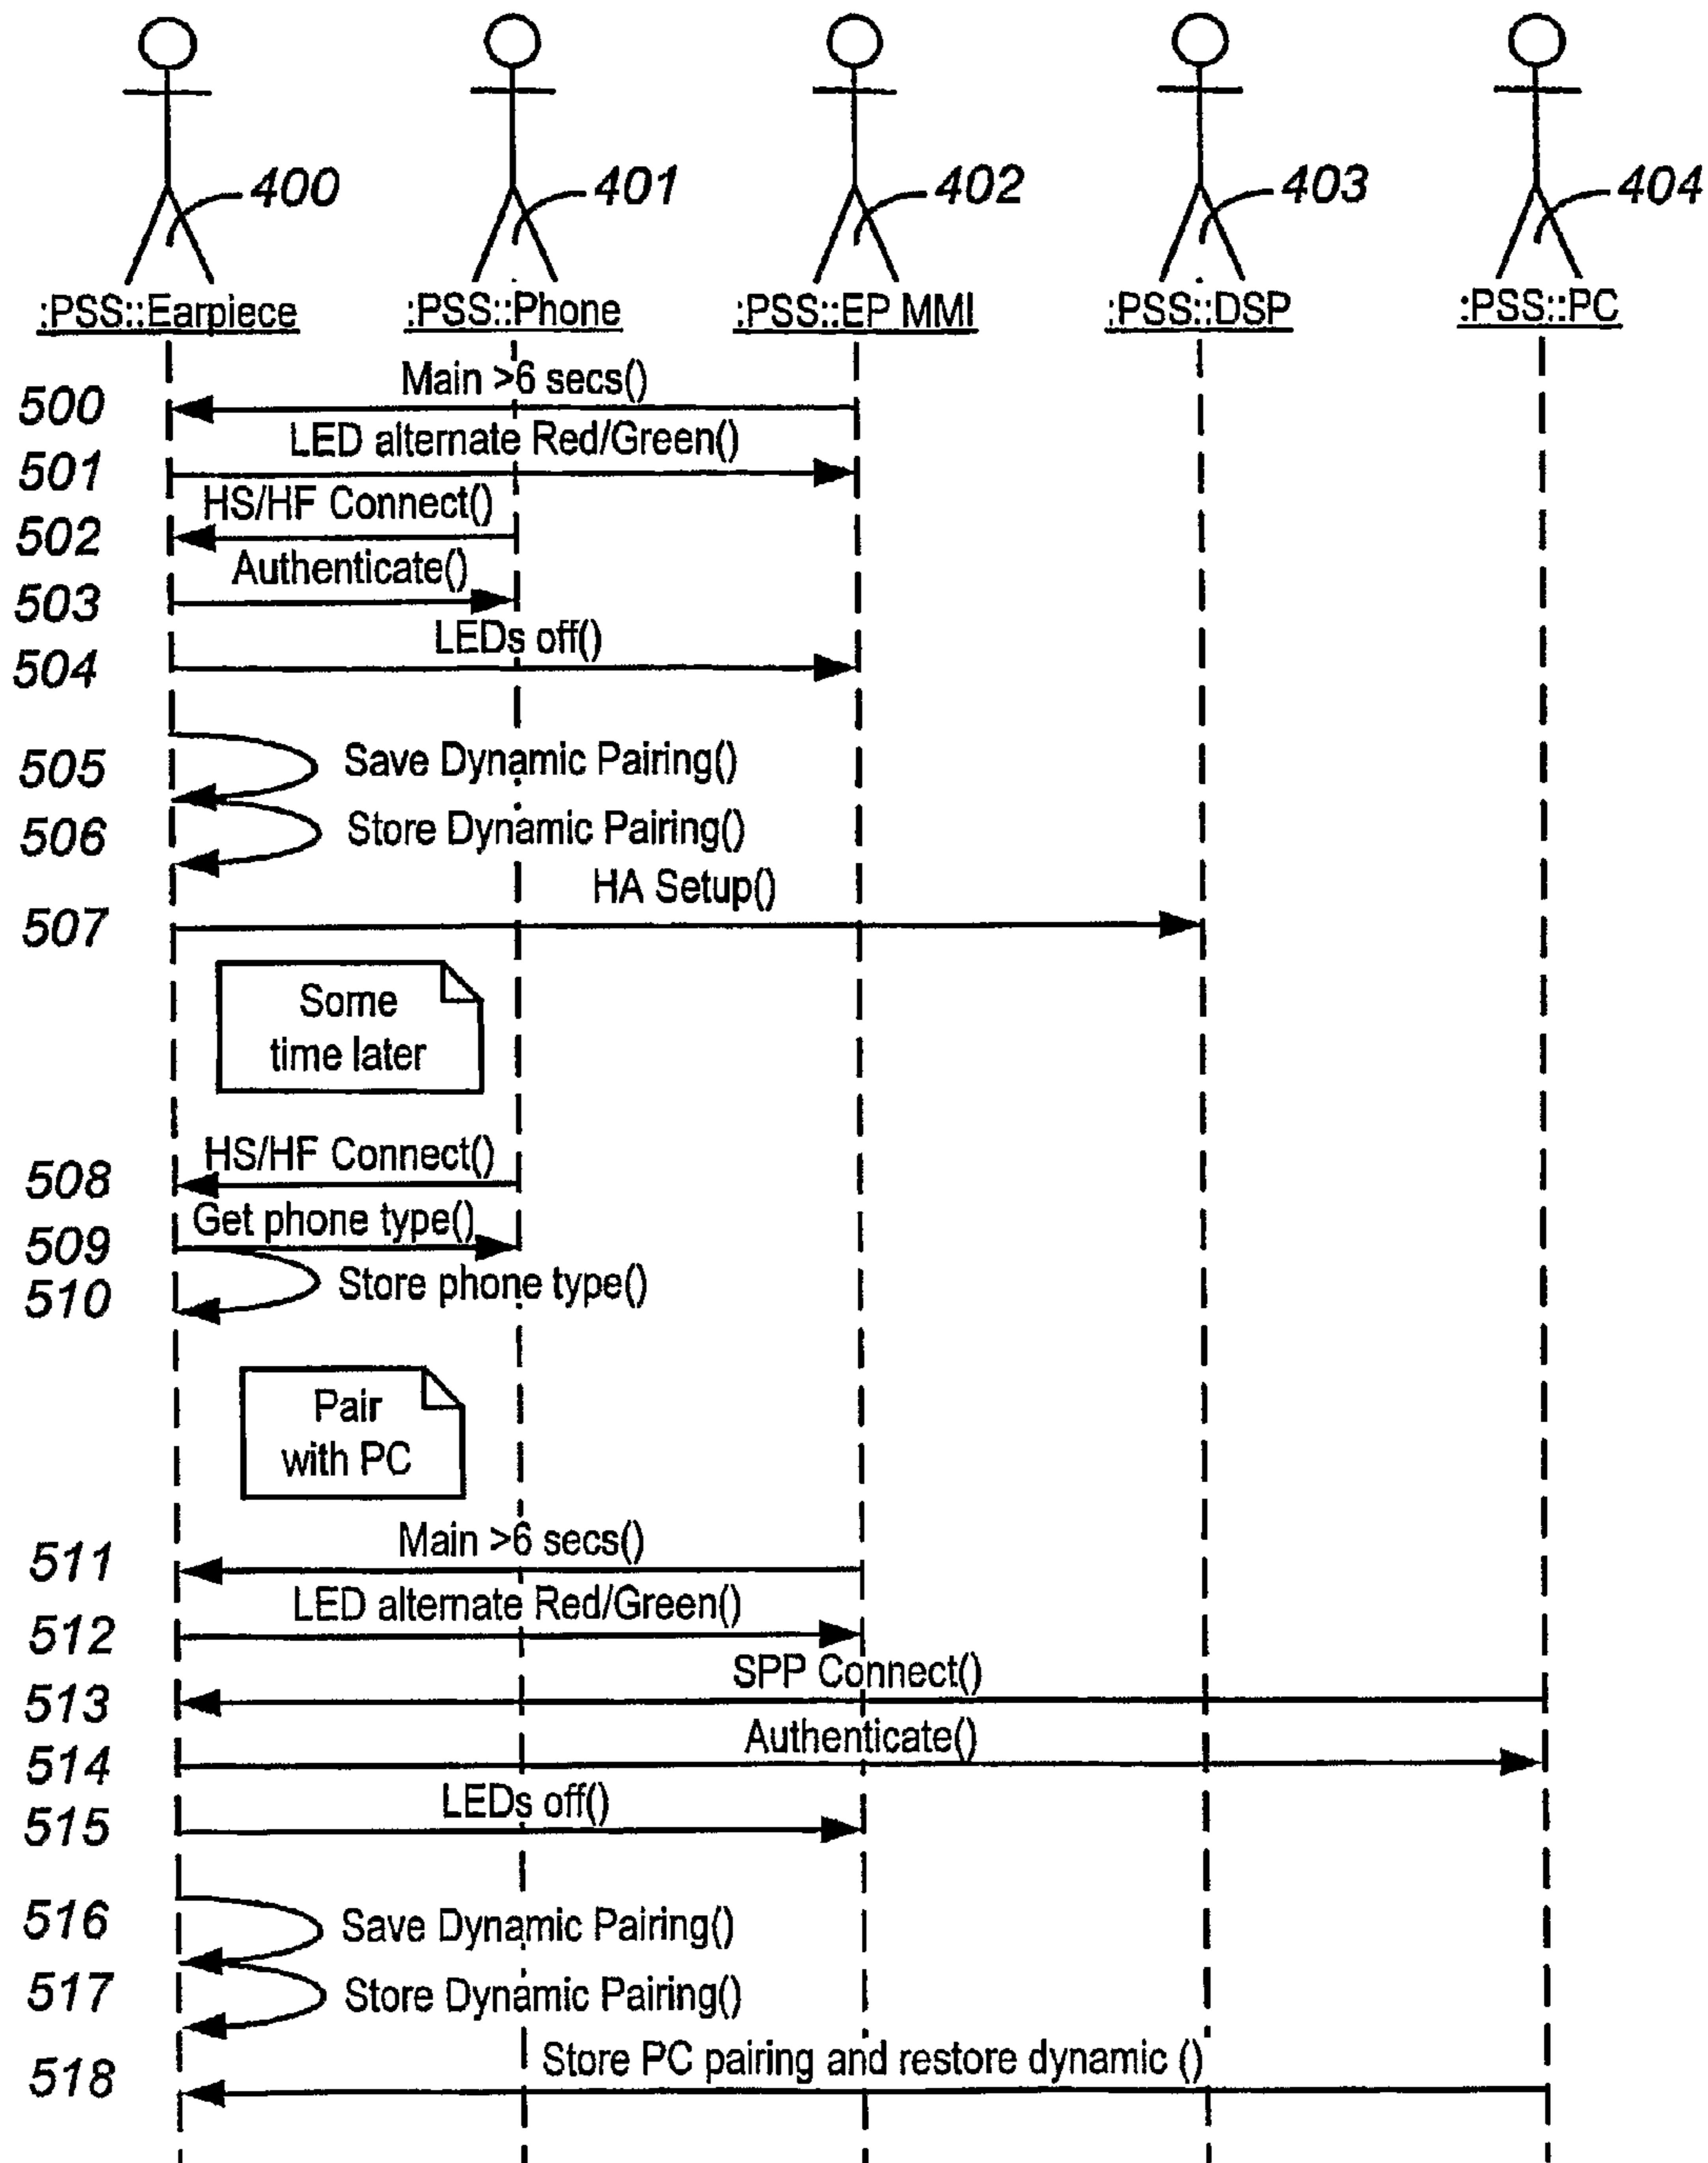 400 401 402 403 404
:PSS::Earpiece :PSS::Phone :PSS::EP MMI :PSS::DSP :PSS::PC
Main >6 secs()
500
LED alternate Red/Green()
501
HS/HF Connect()
502
Authenticate()
503
LEDs off()
504
505 Save Dynamic Pairing()
506 Store Dynamic Pairing()
HA Setup()
507
Some
time later
HS/HF Connect()
508
Get phone type()
509
510 Store phone type()
Pair
with PC
Main >6 secs()
511
LED alternate Red/Green()
512
SPP Connect()
513
Authenticate()
514
LEDs off()
515
516 Save Dynamic Pairing()
517 Store Dynamic Pairing()
Store PC pairing and restore dynamic ()
518